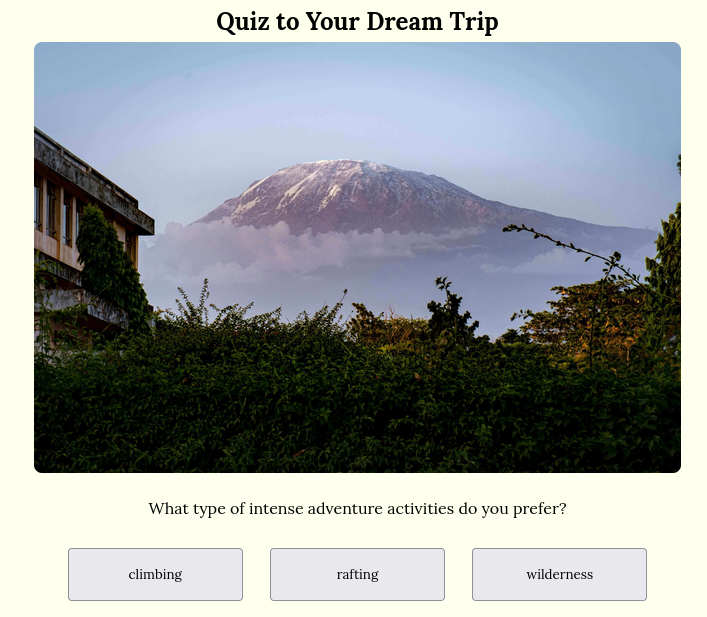 Quiz to Your Dream Trip
What type of intense adventure activities do you prefer?
climbing
rafting
wilderness